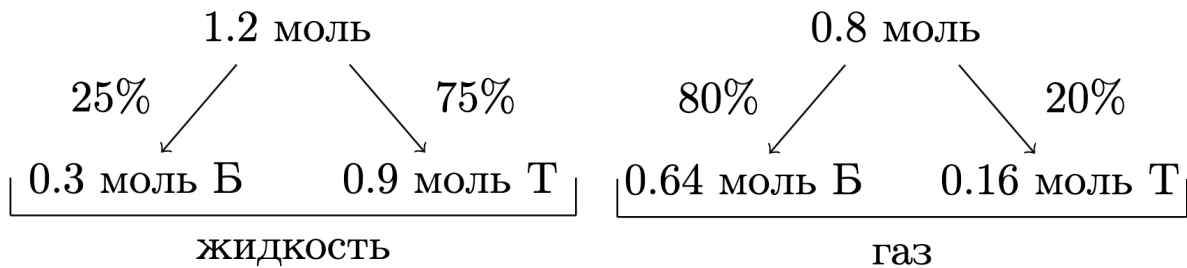 1.2 моль 0.8 моль
25% 75% 80% 20%
0.3 моль Б 0.9 моль Т 0.64 моль Б 0.16 моль Т
жидкость газ